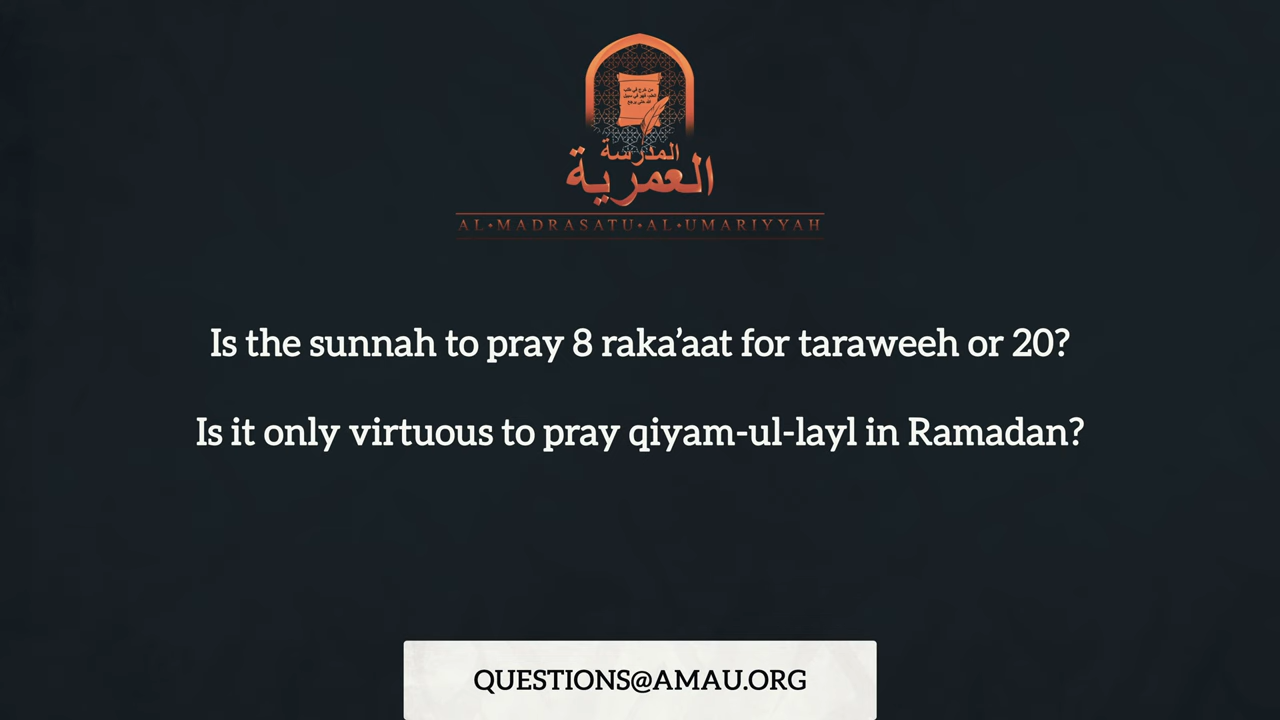 المدرسة
العمرية
AL•MADRASATU•AL•UMARIYYAH
Is the sunnah to pray 8 raka’aat for taraweeh or 20?
Is it only virtuous to pray qiyam-ul-layl in Ramadan?
QUESTIONS@AMAU.ORG